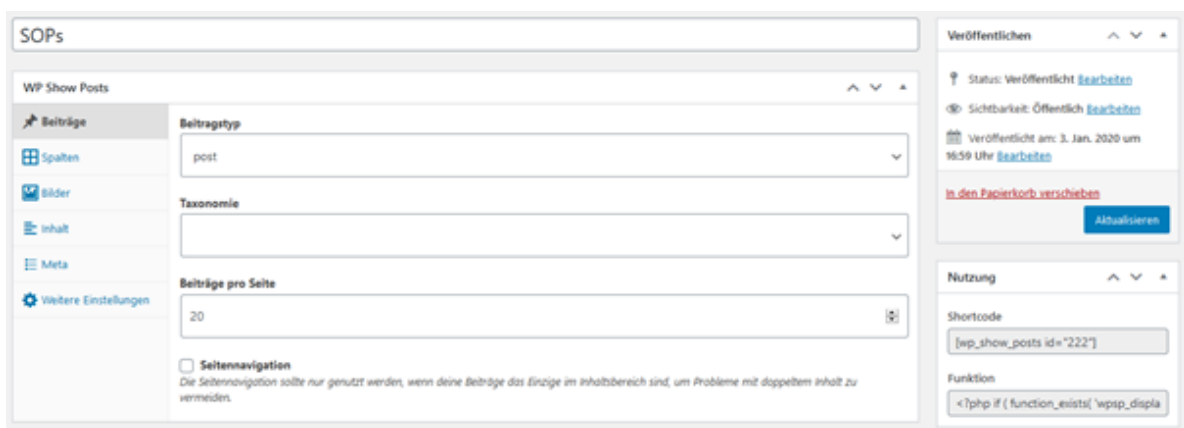 SOPs
WP Show Posts
Beiträge
Spalten
Bilder
Inhalt
Meta
Weitere Einstellungen
Beitragstyp
post
Taxonomie
Beiträge pro Seite
20
Seitennavigation
Die Seitennavigation sollte nur genutzt werden, wenn deine Beiträge das Einzige im Inhaltsbereich sind, um Probleme mit doppeltem Inhalt zu
vermeiden.
Veröffentlichen
Status: Veröffentlicht Bearbeiten
Sichtbarkeit: Öffentlich Bearbeiten
Veröffentlicht am: 3. Jan. 2020 um
16:59 Uhr Bearbeiten
In den Papierkorb verschieben
Aktualisieren
Nutzung
Shortcode
[wp_show_posts id="222"]
Funktion
<?php if ( function_exists( 'wpsp_displa